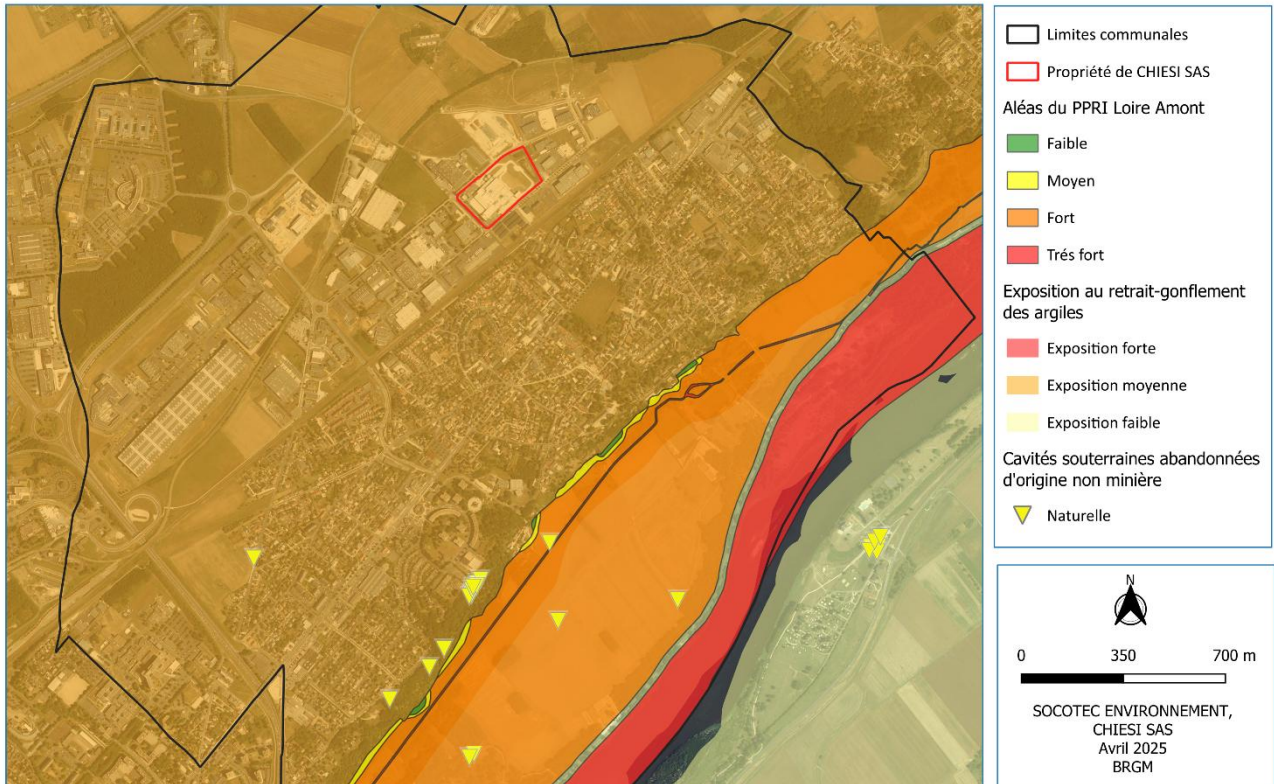 Limites communales
Propriété de CHIESI SAS
Aléas du PPRI Loire Amont
Faible
Moyen
Fort
Trés fort
Exposition au retrait-gonflement
des argiles
Exposition forte
Exposition moyenne
Exposition faible
Cavités souterraines abandonnées
d'origine non minière
Naturelle
N
0 350 700 m
SOCOTEC ENVIRONNEMENT,
CHIESI SAS
Avril 2025
BRGM